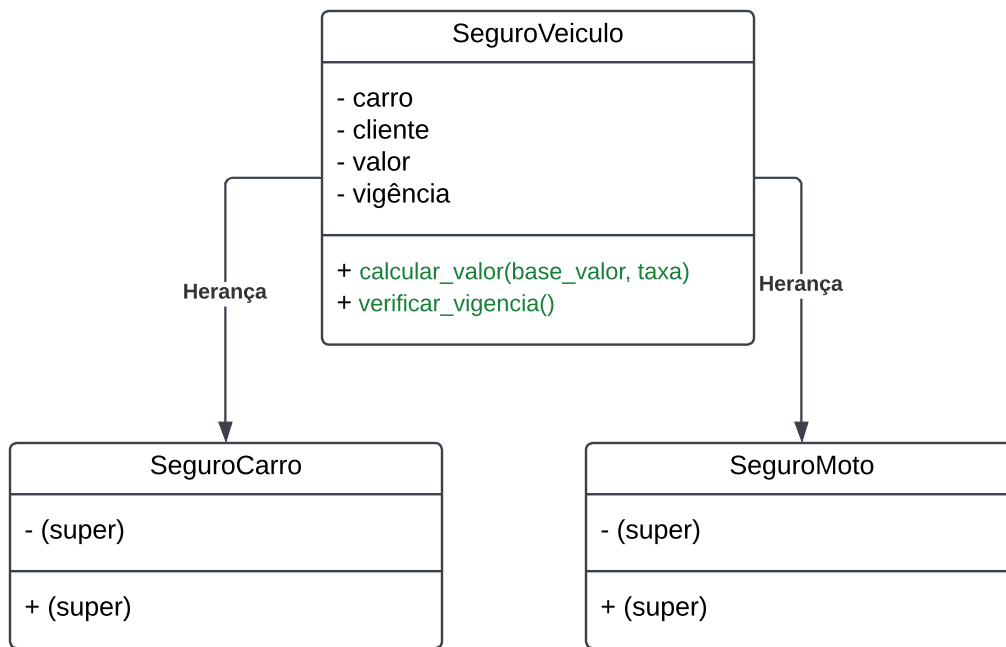 SeguroVeiculo
- carro
- cliente
- valor
- vigência
+ calcular_valor(base_valor, taxa)
+ verificar_vigencia()
Herança
Herança
SeguroCarro
- (super)
+ (super)
SeguroMoto
- (super)
+ (super)